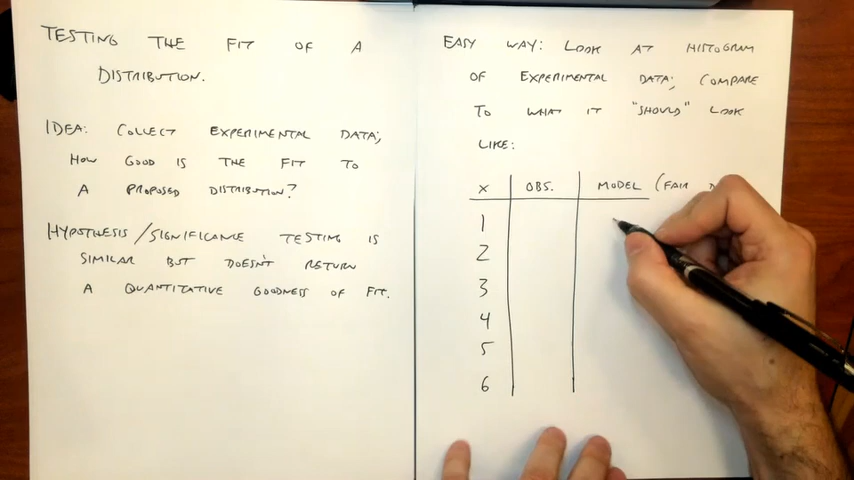 TESTING THE FIT OF A
DISTRIBUTION.
IDEA: COLLECT EXPERIMENTAL DATA;
HOW GOOD IS THE FIT TO
A PROPOSED DISTRIBUTION?
HYPOTHESIS/SIGNIFICANCE TESTING IS
SIMILAR BUT DOESN'T RETURN
A QUANTITATIVE GOODNESS OF FIT.
EASY WAY: LOOK AT HISTOGRAM
OF EXPERIMENTAL DATA; COMPARE
TO WHAT IT "SHOULD" LOOK
LIKE:
X OBS. MODEL (FAIR
1
2
3
4
5
6